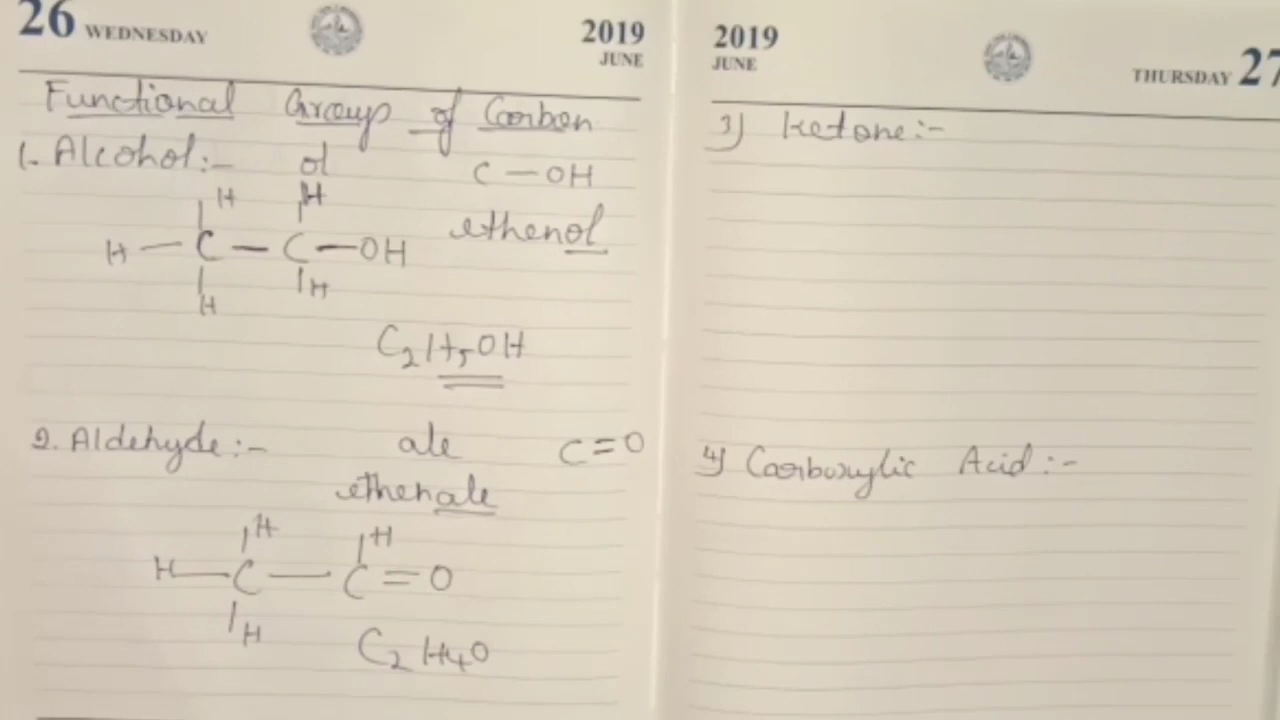 26 WEDNESDAY 2019 JUNE
Functional Groups of Carbon
1. Alcohol:- ol C-OH
H H
H-C-C-OH ethenol
H H
C2H5OH
2. Aldehyde:- ale C=O
ethenale
H H
H-C-C=O
H
C2H4O
2019 JUNE THURSDAY 27
3) Ketone:-
4) Carboxylic Acid:-